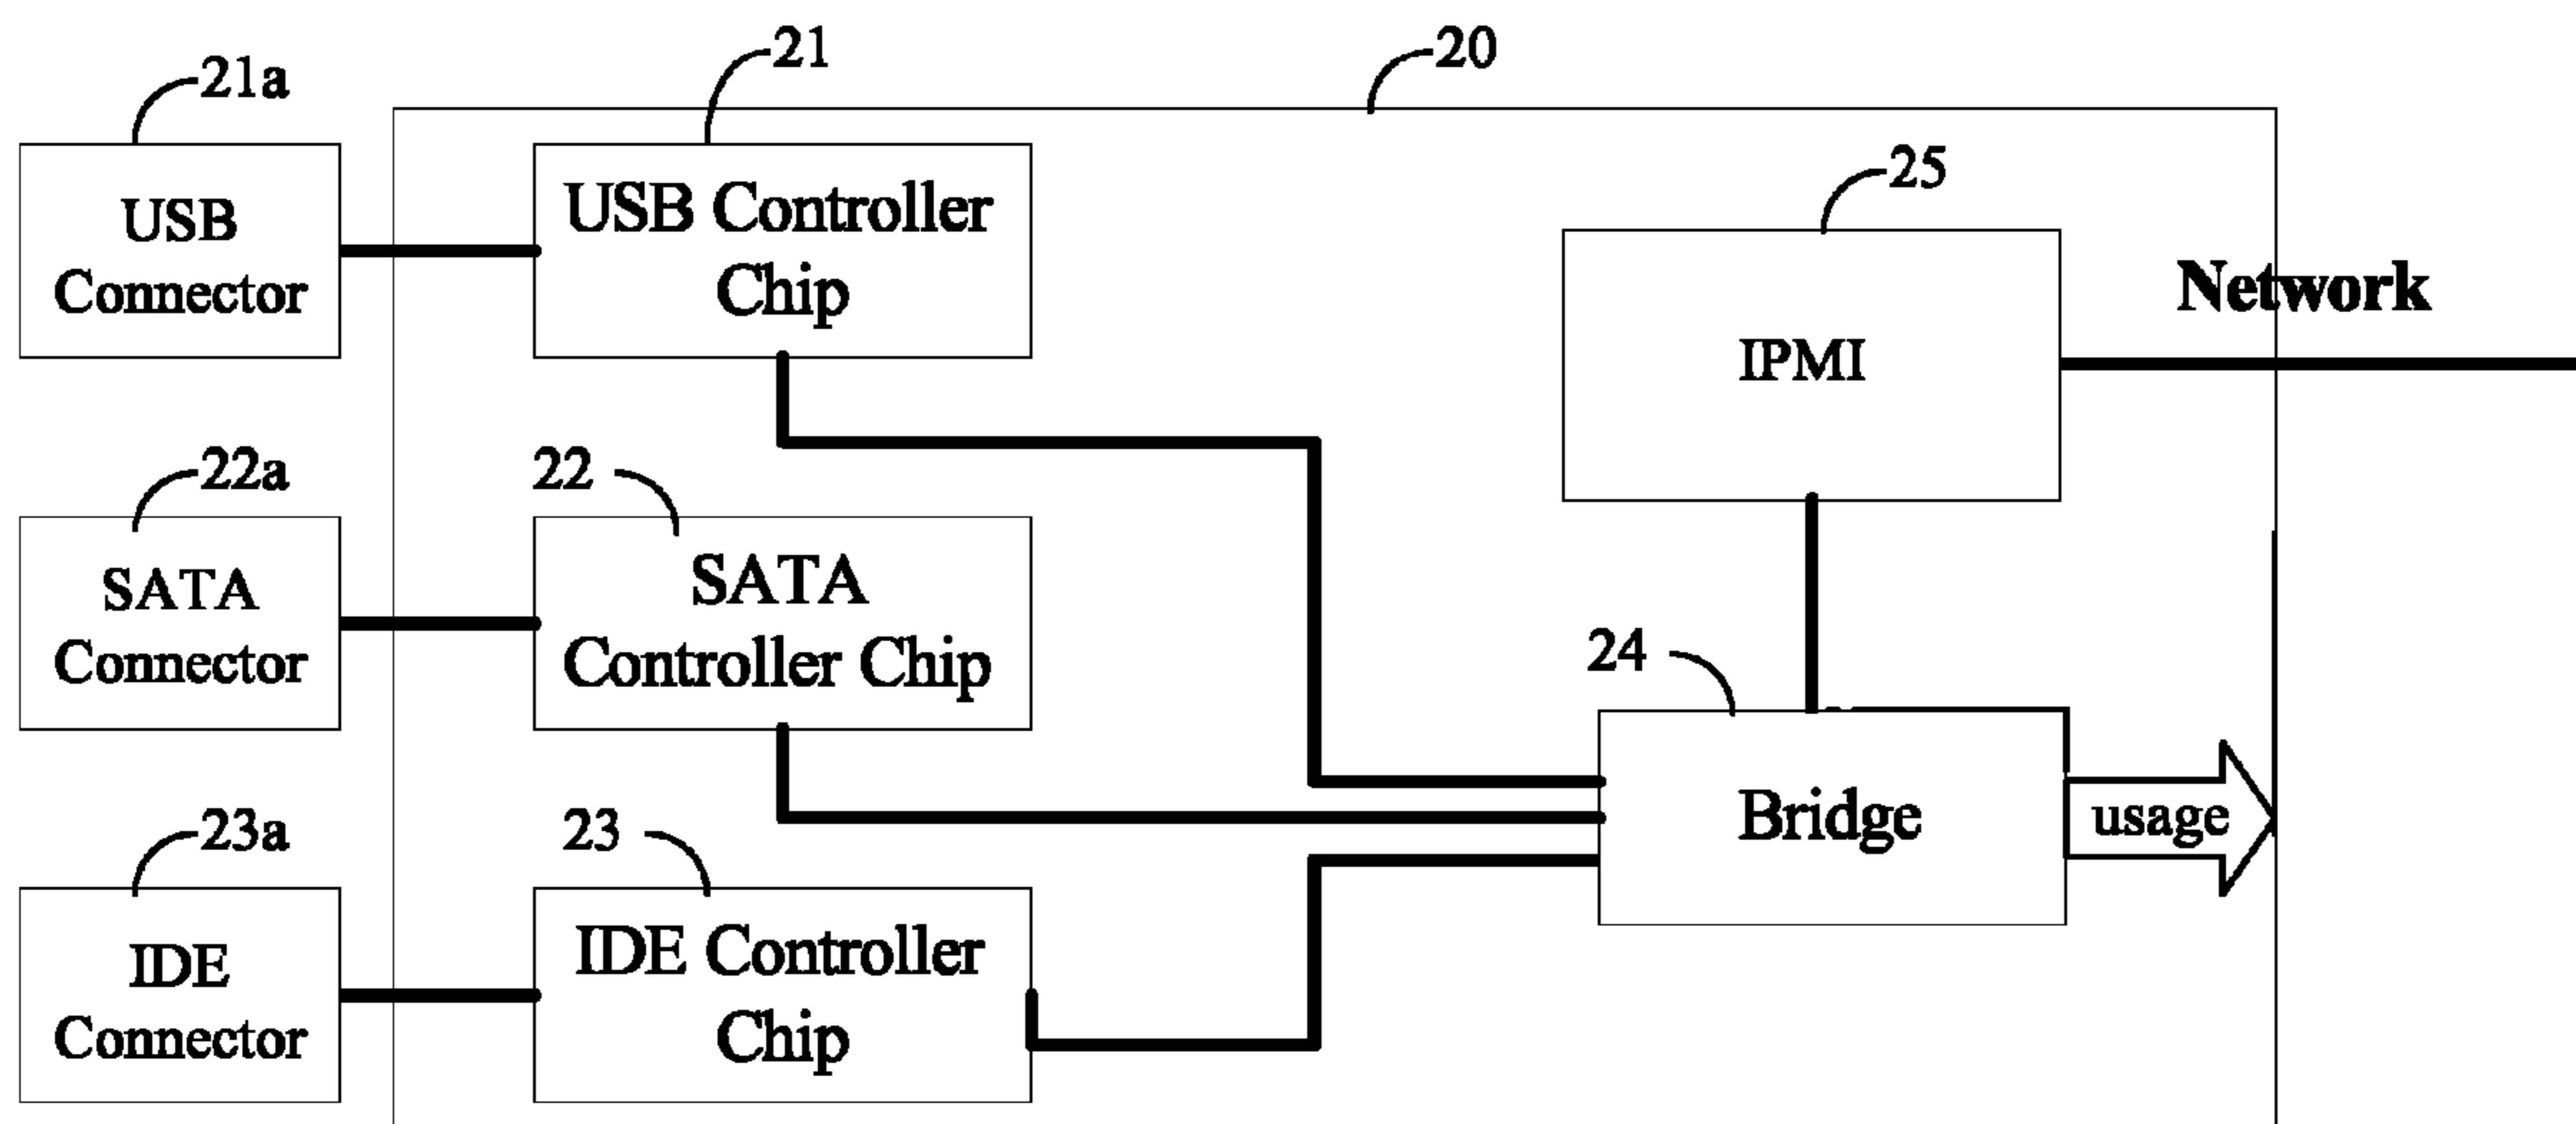 21a
21
20
USB
Connector
USB Controller
Chip
25
IPMI
Network
22a
22
SATA
Connector
SATA
Controller Chip
24
Bridge
usage
23a
23
IDE
Connector
IDE Controller
Chip